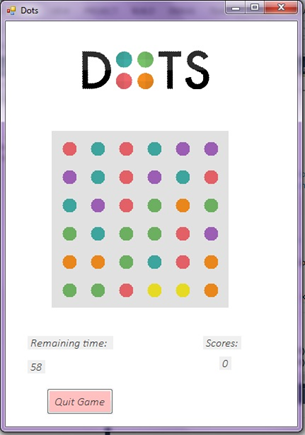 Dots
DOTS
Remaining time:
Scores:
58
0
Quit Game